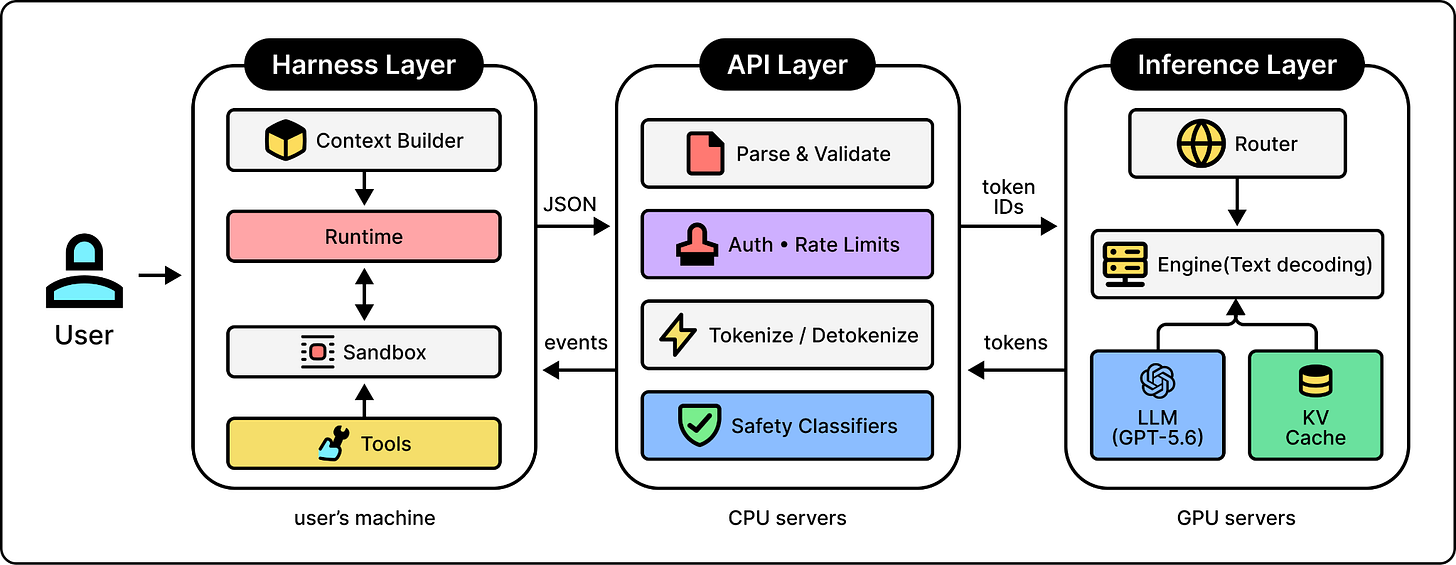 Harness Layer
API Layer
Inference Layer
Context Builder
Runtime
Sandbox
Tools
User
user's machine
JSON
events
Parse & Validate
Auth • Rate Limits
Tokenize / Detokenize
Safety Classifiers
CPU servers
token
IDs
tokens
Router
Engine(Text decoding)
LLM
(GPT-5.6)
KV
Cache
GPU servers